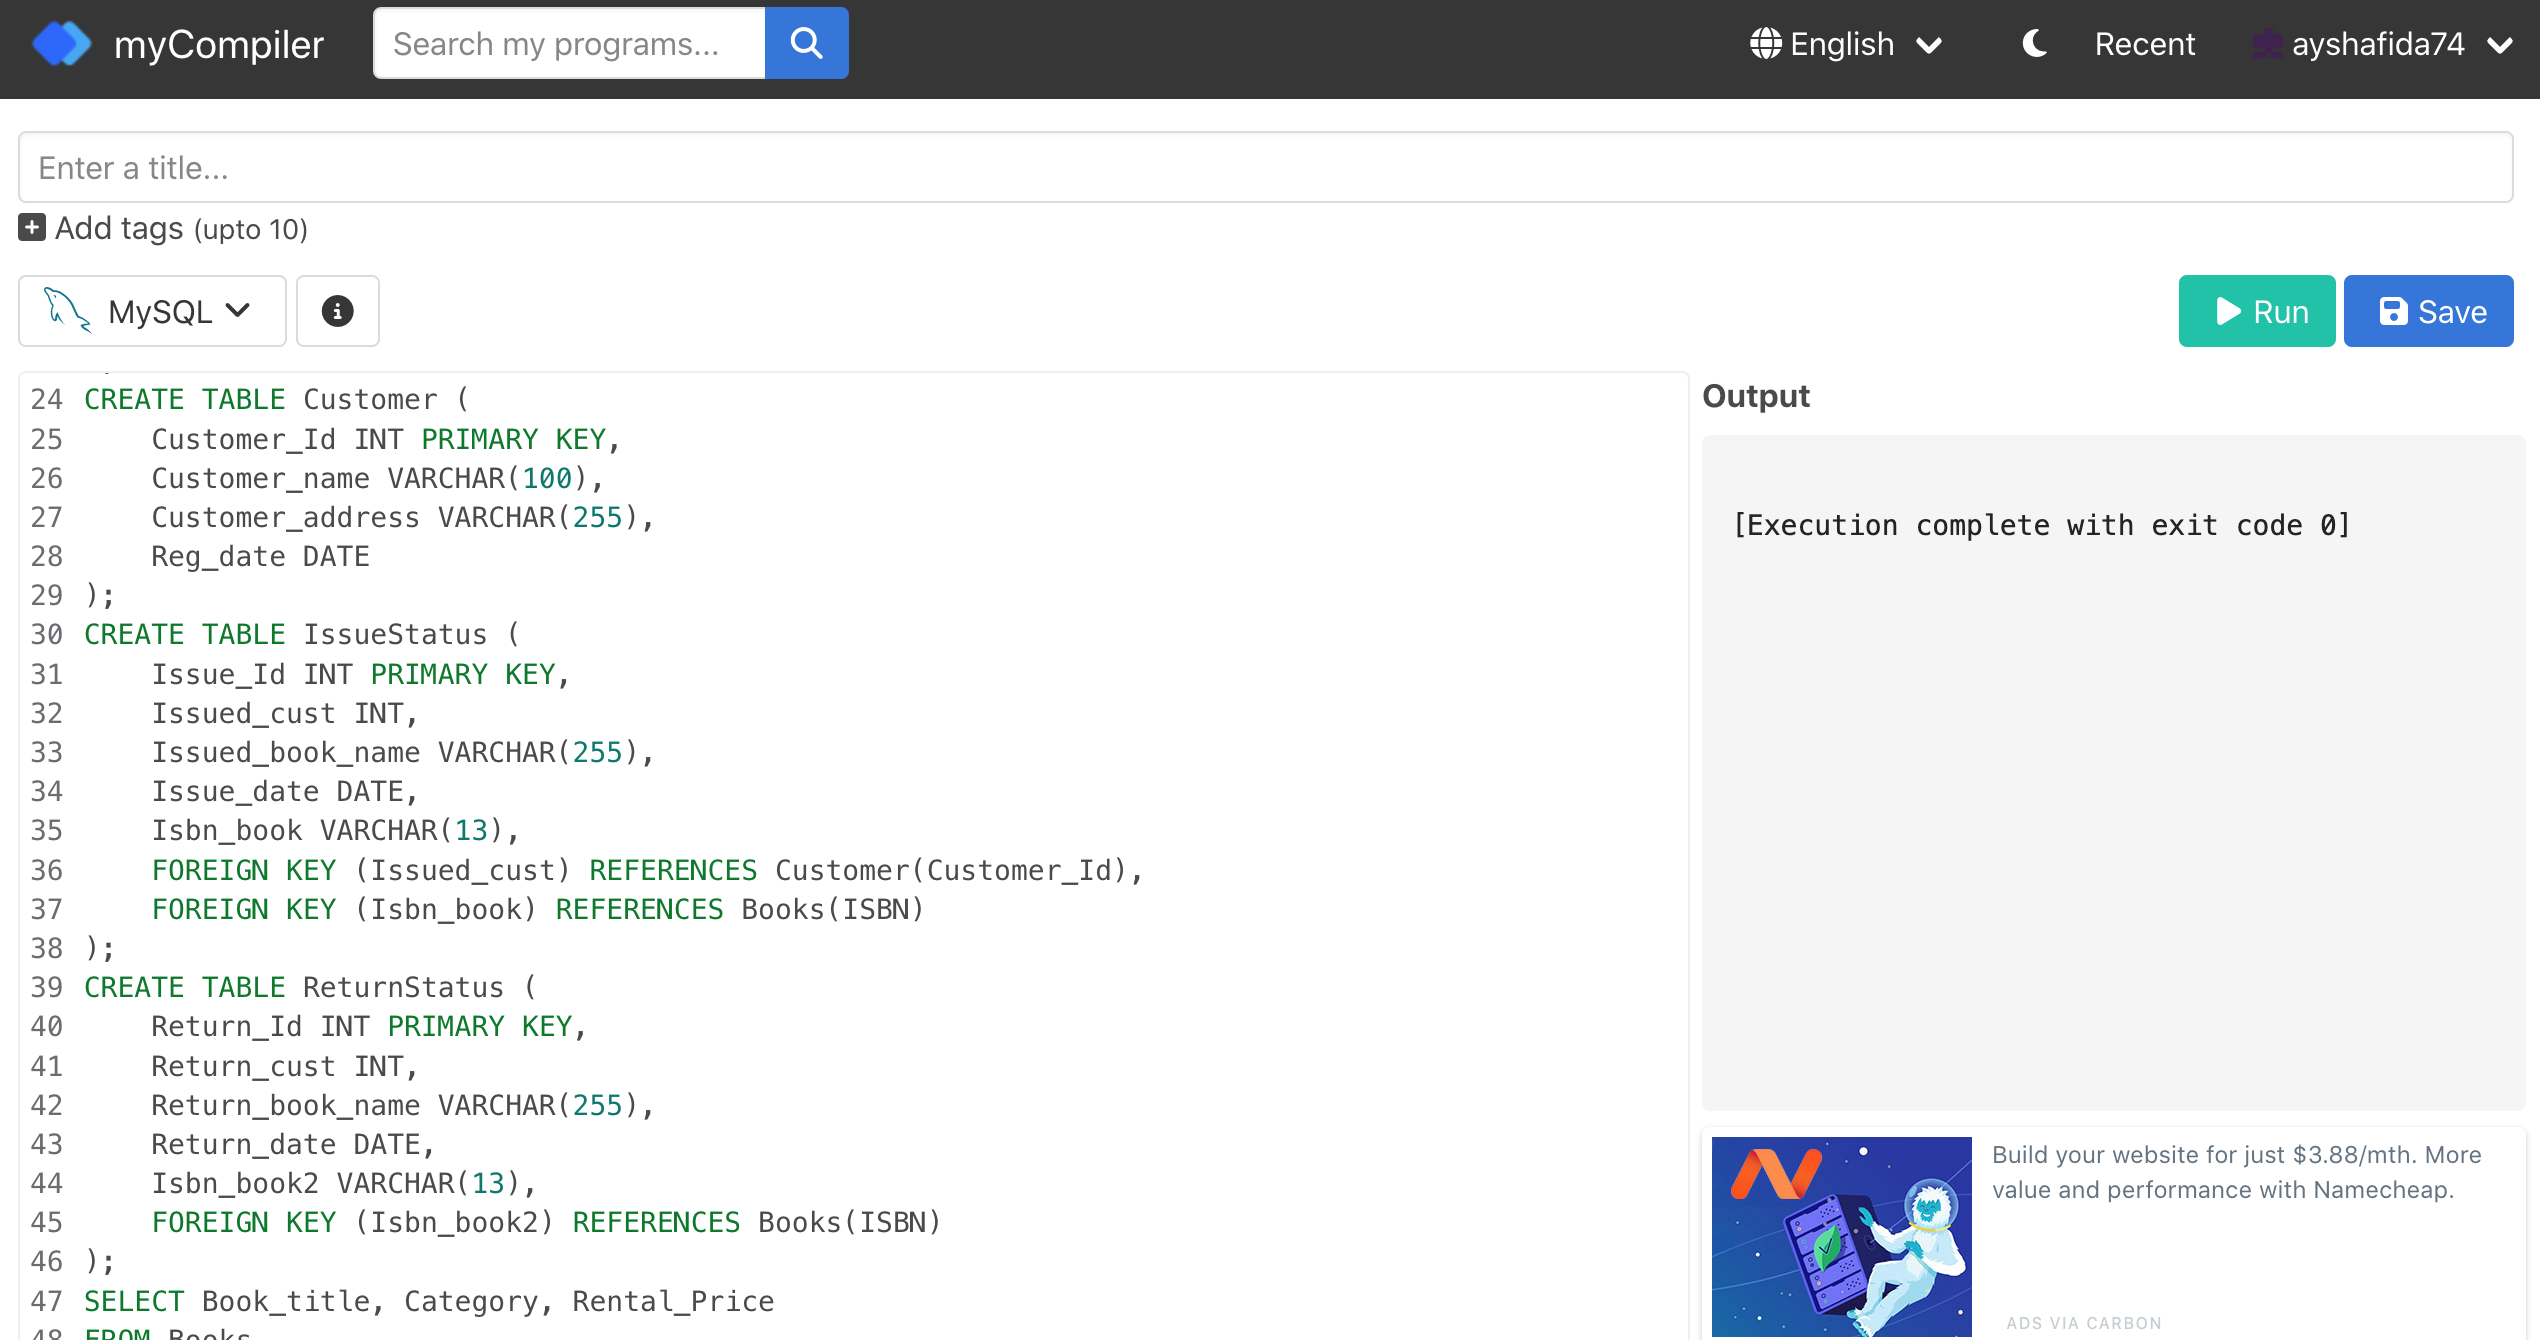 myCompiler
Search my programs...
English
Recent
ayshafida74
Enter a title...
Add tags (upto 10)
MySQL
Run
Save
24 CREATE TABLE Customer (
25     Customer_Id INT PRIMARY KEY,
26     Customer_name VARCHAR(100),
27     Customer_address VARCHAR(255),
28     Reg_date DATE
29 );
30 CREATE TABLE IssueStatus (
31     Issue_Id INT PRIMARY KEY,
32     Issued_cust INT,
33     Issued_book_name VARCHAR(255),
34     Issue_date DATE,
35     Isbn_book VARCHAR(13),
36     FOREIGN KEY (Issued_cust) REFERENCES Customer(Customer_Id),
37     FOREIGN KEY (Isbn_book) REFERENCES Books(ISBN)
38 );
39 CREATE TABLE ReturnStatus (
40     Return_Id INT PRIMARY KEY,
41     Return_cust INT,
42     Return_book_name VARCHAR(255),
43     Return_date DATE,
44     Isbn_book2 VARCHAR(13),
45     FOREIGN KEY (Isbn_book2) REFERENCES Books(ISBN)
46 );
47 SELECT Book_title, Category, Rental_Price
48 FROM Books
Output
[Execution complete with exit code 0]
Build your website for just $3.88/mth. More
value and performance with Namecheap.
ADS VIA CARBON